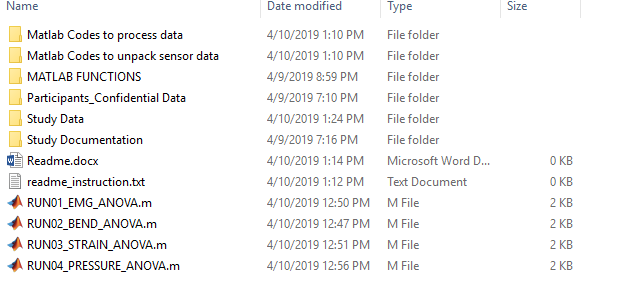 Name Date modified Type Size
Matlab Codes to process data 4/10/2019 1:10 PM File folder
Matlab Codes to unpack sensor data 4/10/2019 1:10 PM File folder
MATLAB FUNCTIONS 4/9/2019 8:59 PM File folder
Participants_Confidential Data 4/9/2019 7:10 PM File folder
Study Data 4/10/2019 1:24 PM File folder
Study Documentation 4/9/2019 7:16 PM File folder
Readme.docx 4/10/2019 1:14 PM Microsoft Word D... 0 KB
readme_instruction.txt 4/10/2019 1:12 PM Text Document 0 KB
RUN01_EMG_ANOVA.m 4/10/2019 12:50 PM M File 2 KB
RUN02_BEND_ANOVA.m 4/10/2019 12:47 PM M File 2 KB
RUN03_STRAIN_ANOVA.m 4/10/2019 12:51 PM M File 2 KB
RUN04_PRESSURE_ANOVA.m 4/10/2019 12:56 PM M File 2 KB